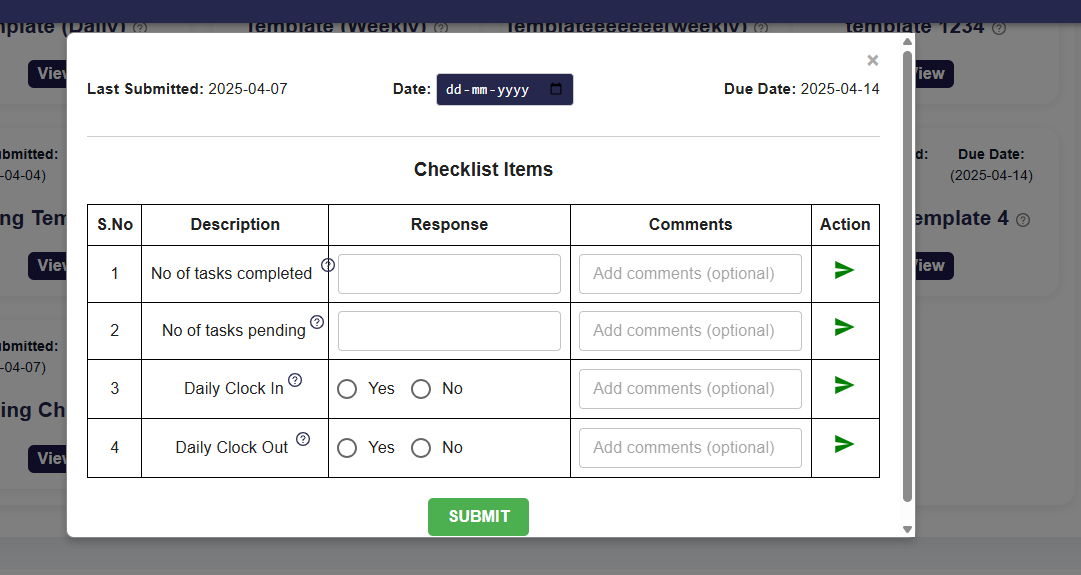 mplate (Daily)
Template (Weekly)
Templateeeeeee(weekly)
template 1234
View
View
×
Last Submitted: 2025-04-07
Date: dd-mm-yyyy
Due Date: 2025-04-14
ubmitted:
-04-04)
d:
Due Date:
(2025-04-14)
Checklist Items
S.No Description Response Comments Action
1 No of tasks completed Add comments (optional)
2 No of tasks pending Add comments (optional)
3 Daily Clock In Yes No Add comments (optional)
4 Daily Clock Out Yes No Add comments (optional)
SUBMIT
ng Tem
emplate 4
View
View
ubmitted:
-04-07)
ing Ch
View